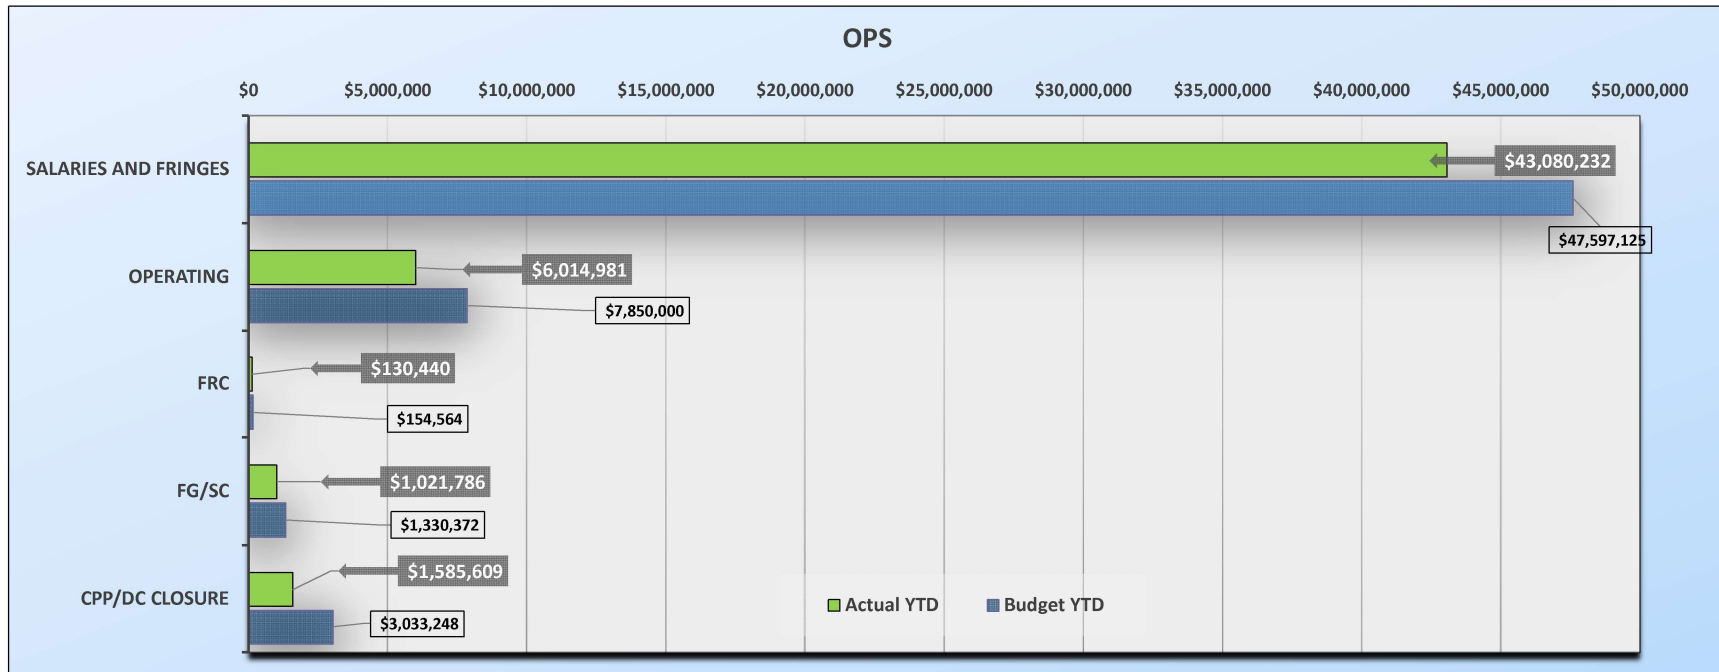 OPS
$0 $5,000,000 $10,000,000 $15,000,000 $20,000,000 $25,000,000 $30,000,000 $35,000,000 $40,000,000 $45,000,000 $50,000,000
SALARIES AND FRINGES
$43,080,232
$47,597,125
OPERATING
$6,014,981
$7,850,000
FRC
$130,440
$154,564
FG/SC
$1,021,786
$1,330,372
CPP/DC CLOSURE
$1,585,609
$3,033,248
Actual YTD Budget YTD